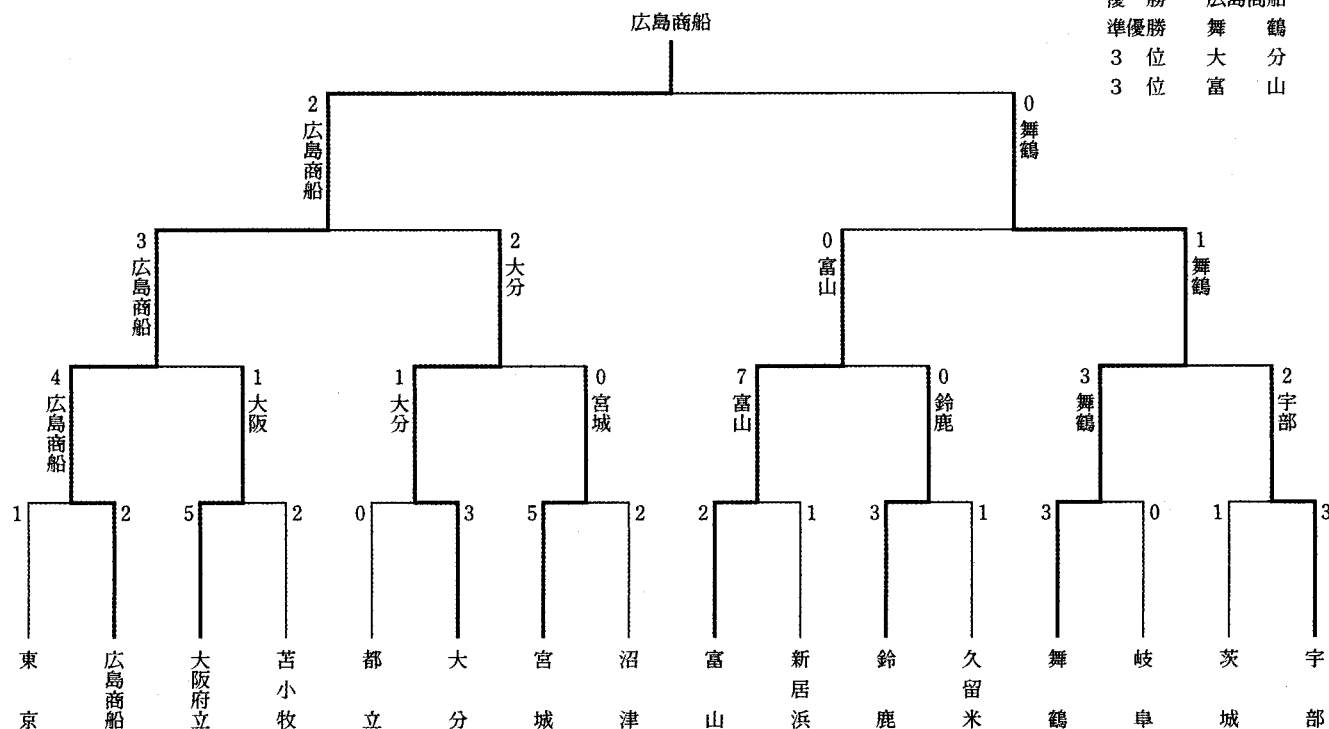 優勝 広島商船
準優勝 舞鶴
3位 大分
3位 富山
広島商船
2 0
広島商船 舞鶴
3 2 0 1
広島商船 大分 富山 舞鶴
4 1 1 0 7 0 3 2
広島商船 大阪 大分 宮城 富山 鈴鹿 舞鶴 宇部
1 2 5 2 0 3 5 2 2 1 3 1 3 0 1 3
東京 広島商船 大阪府立 苫小牧 都立 大分 宮城 沼津 富山 新居浜 鈴鹿 久留米 舞鶴 岐阜 茨城 宇部